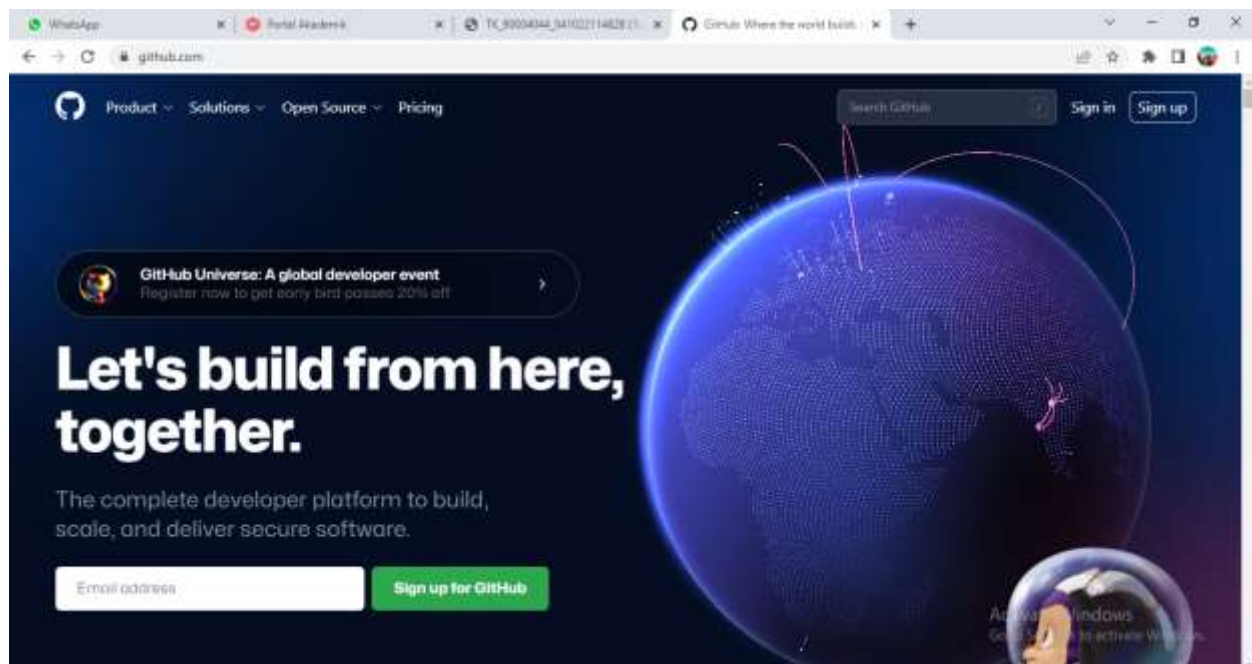 WhatsApp
Portal Akademik
GitHub: Where the world builds
github.com
Product
Solutions
Open Source
Pricing
Search GitHub
/
Sign in
Sign up
GitHub Universe: A global developer event
Register now to get early bird passes 20% off
Let's build from here,
together.
The complete developer platform to build,
scale, and deliver secure software.
Email address
Sign up for GitHub
Windows
to activate